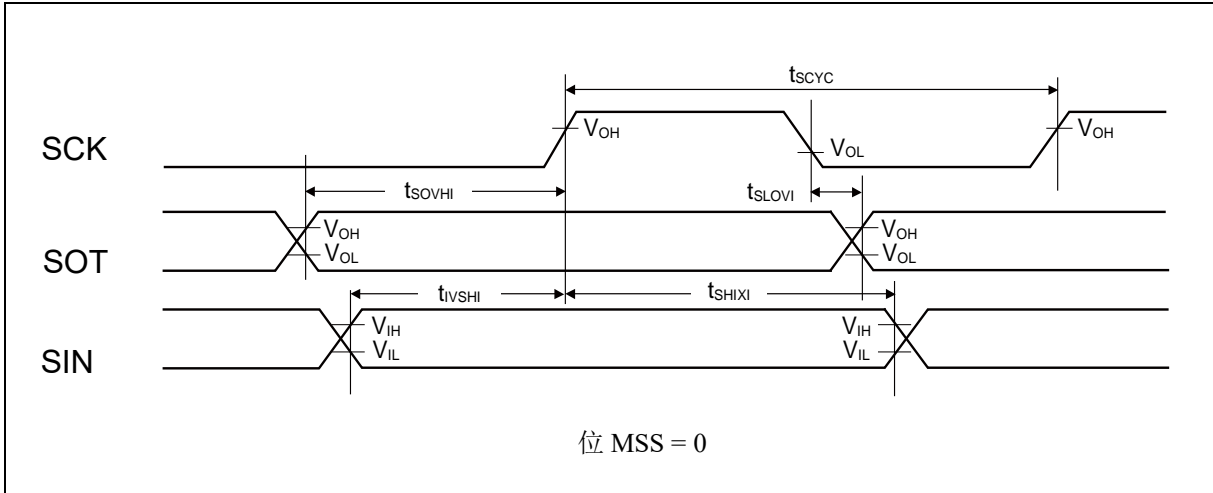 tSCYC
SCK
VOH
VOL
VOH
tSOVHI
tSLOVI
SOT
VOH
VOL
VOH
VOL
tIVSHI
tSHIXI
SIN
VIH
VIL
VIH
VIL
位 MSS = 0